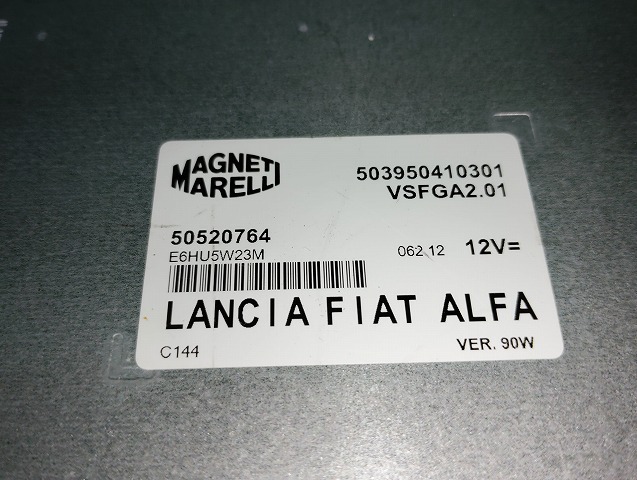 MAGNETI
MARELLI
503950410301
VSFGA2.01
50520764
E6HU5W23M
062.12 12V=
LANCIA FIAT ALFA
C144
VER. 90W